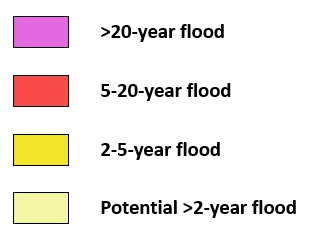 >20-year flood
5-20-year flood
2-5-year flood
Potential >2-year flood